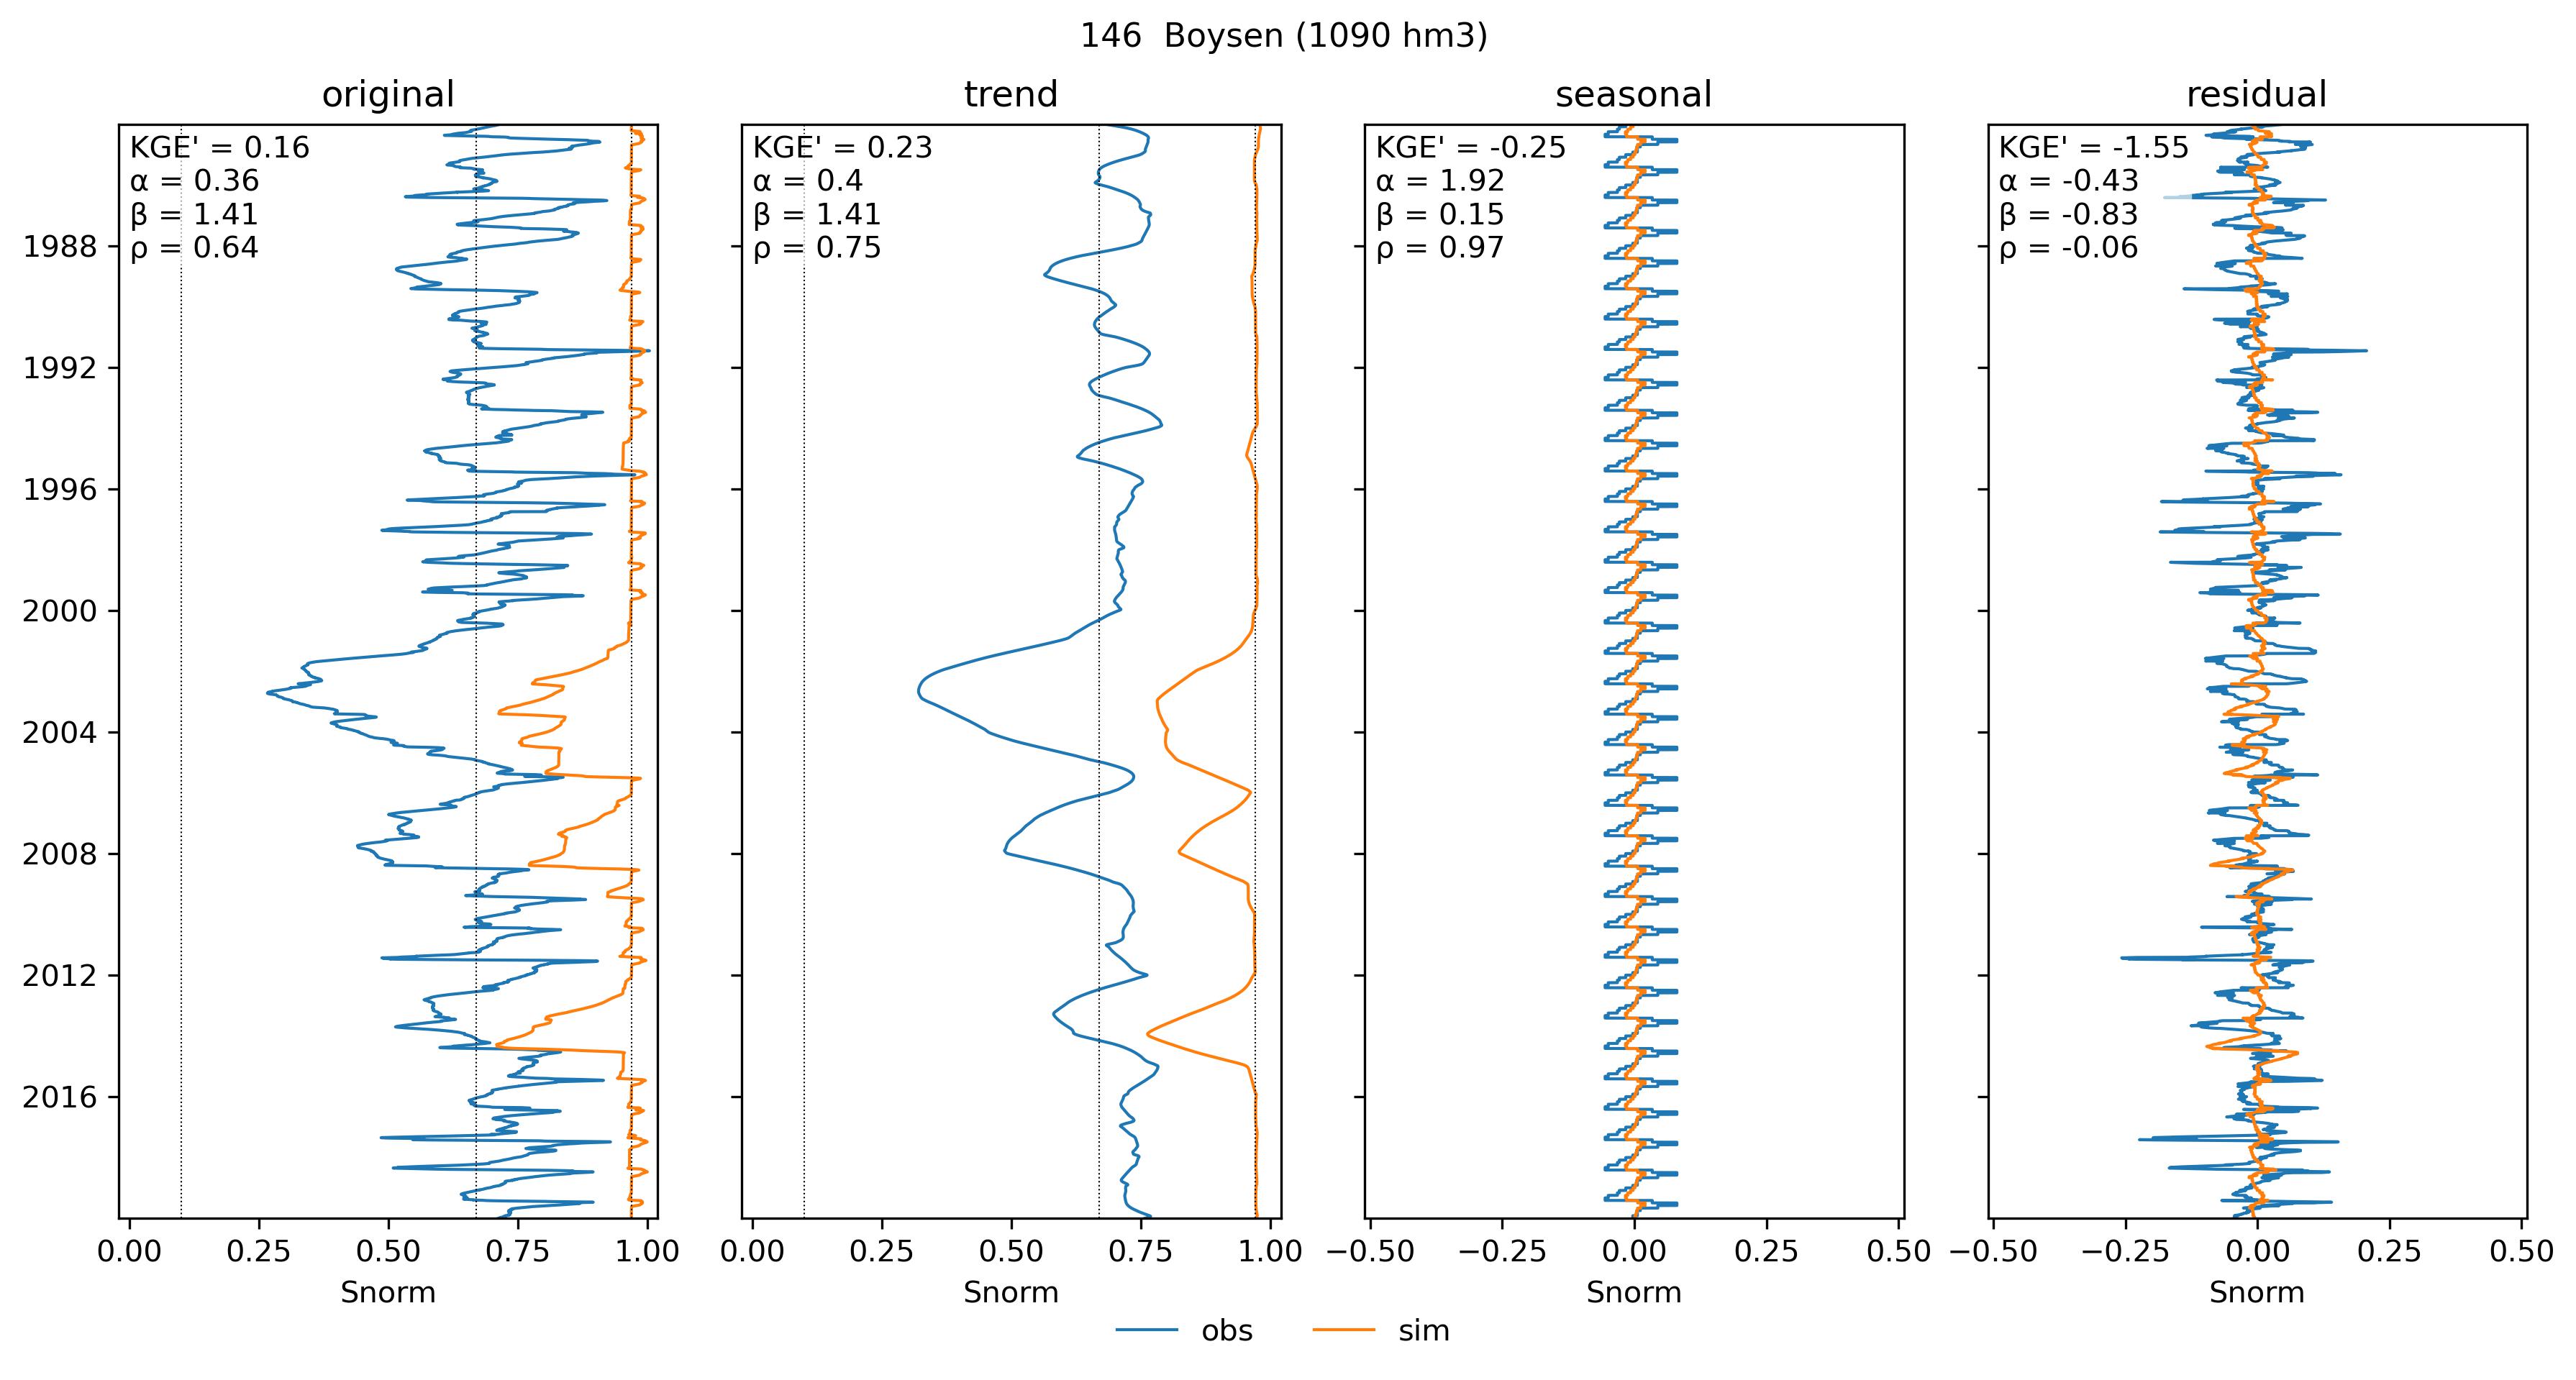 146  Boysen (1090 hm3)
original
trend
seasonal
residual
KGE' = 0.16
α = 0.36
β = 1.41
ρ = 0.64
KGE' = 0.23
α = 0.4
β = 1.41
ρ = 0.75
KGE' = -0.25
α = 1.92
β = 0.15
ρ = 0.97
KGE' = -1.55
α = -0.43
β = -0.83
ρ = -0.06
1988
1992
1996
2000
2004
2008
2012
2016
0.00 0.25 0.50 0.75 1.00
0.00 0.25 0.50 0.75 1.00
−0.50 −0.25 0.00 0.25 0.50
−0.50 −0.25 0.00 0.25 0.50
Snorm
Snorm
Snorm
Snorm
obs
sim